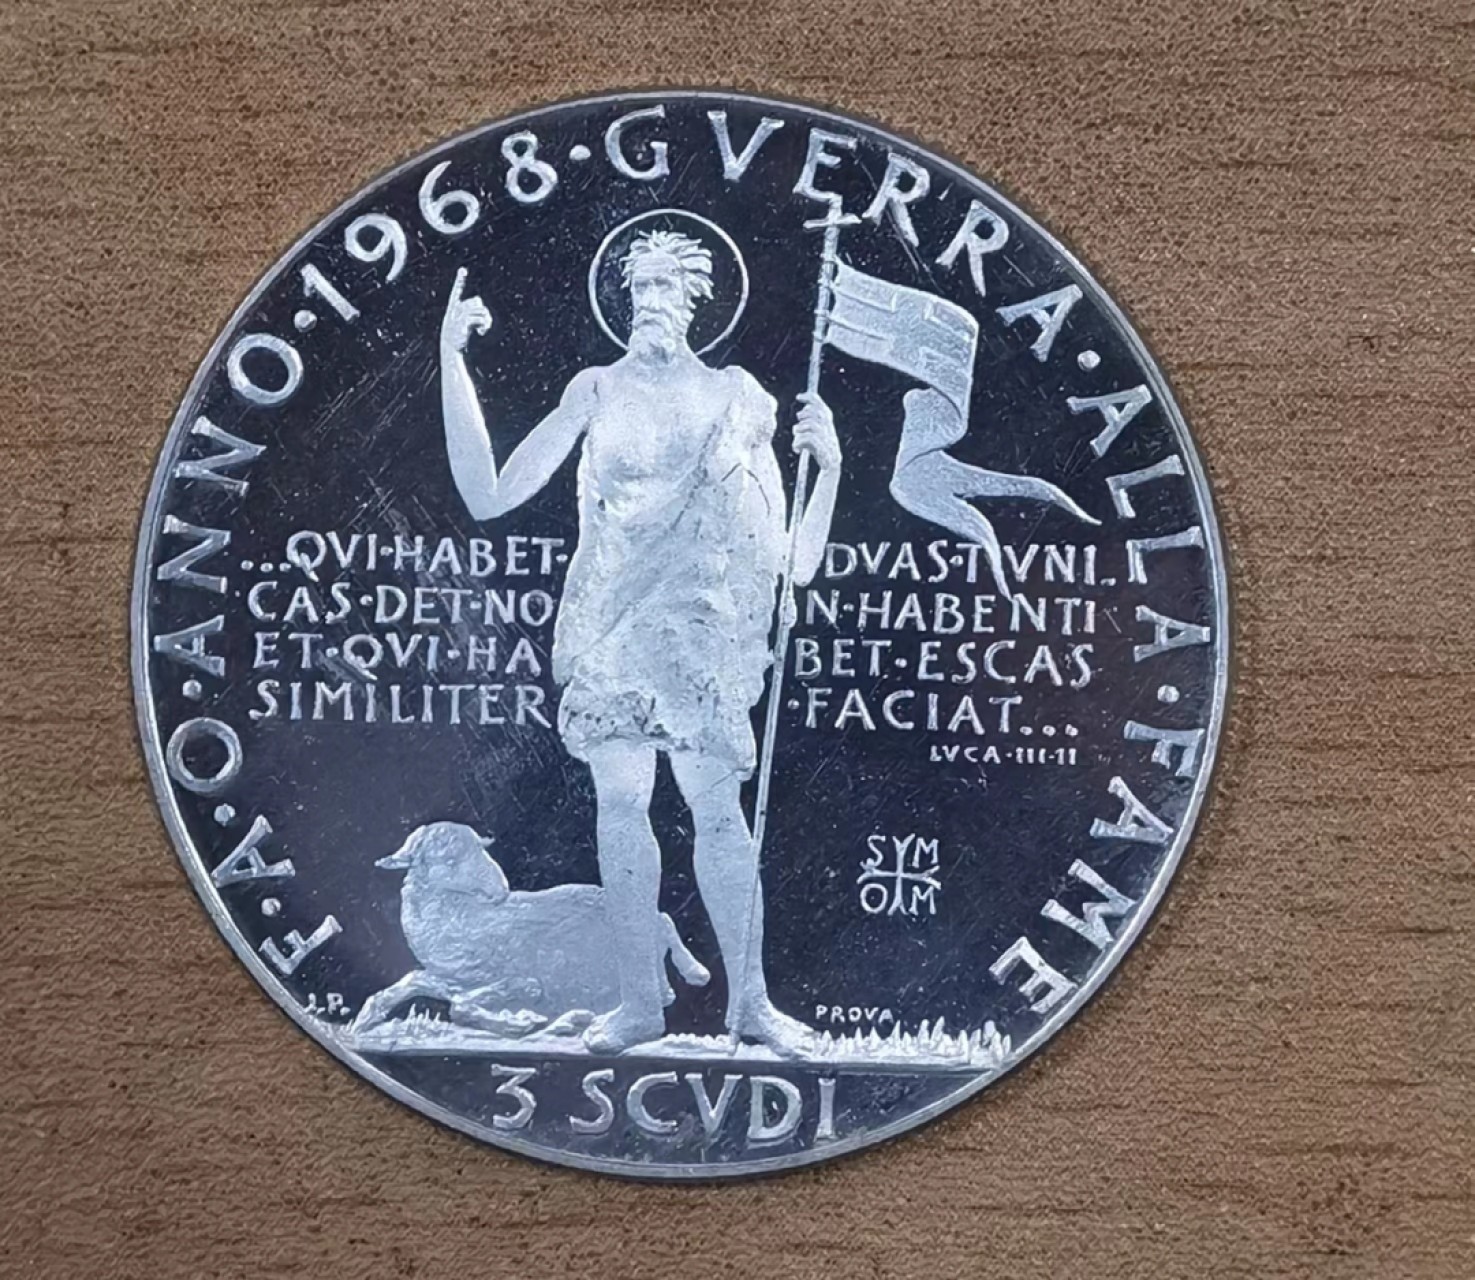 F·A·O·ANNO·1968·GVERRA·ALLA·FAME
...QVI·HABET·DVAS·TVNI
CAS·DET·NON·HABENTI
ET·QVI·HABET·ESCAS
SIMILITER·FACIAT...
LVCA·III·11
SYM
OM
I.P.
PROVA
3 SCVDI